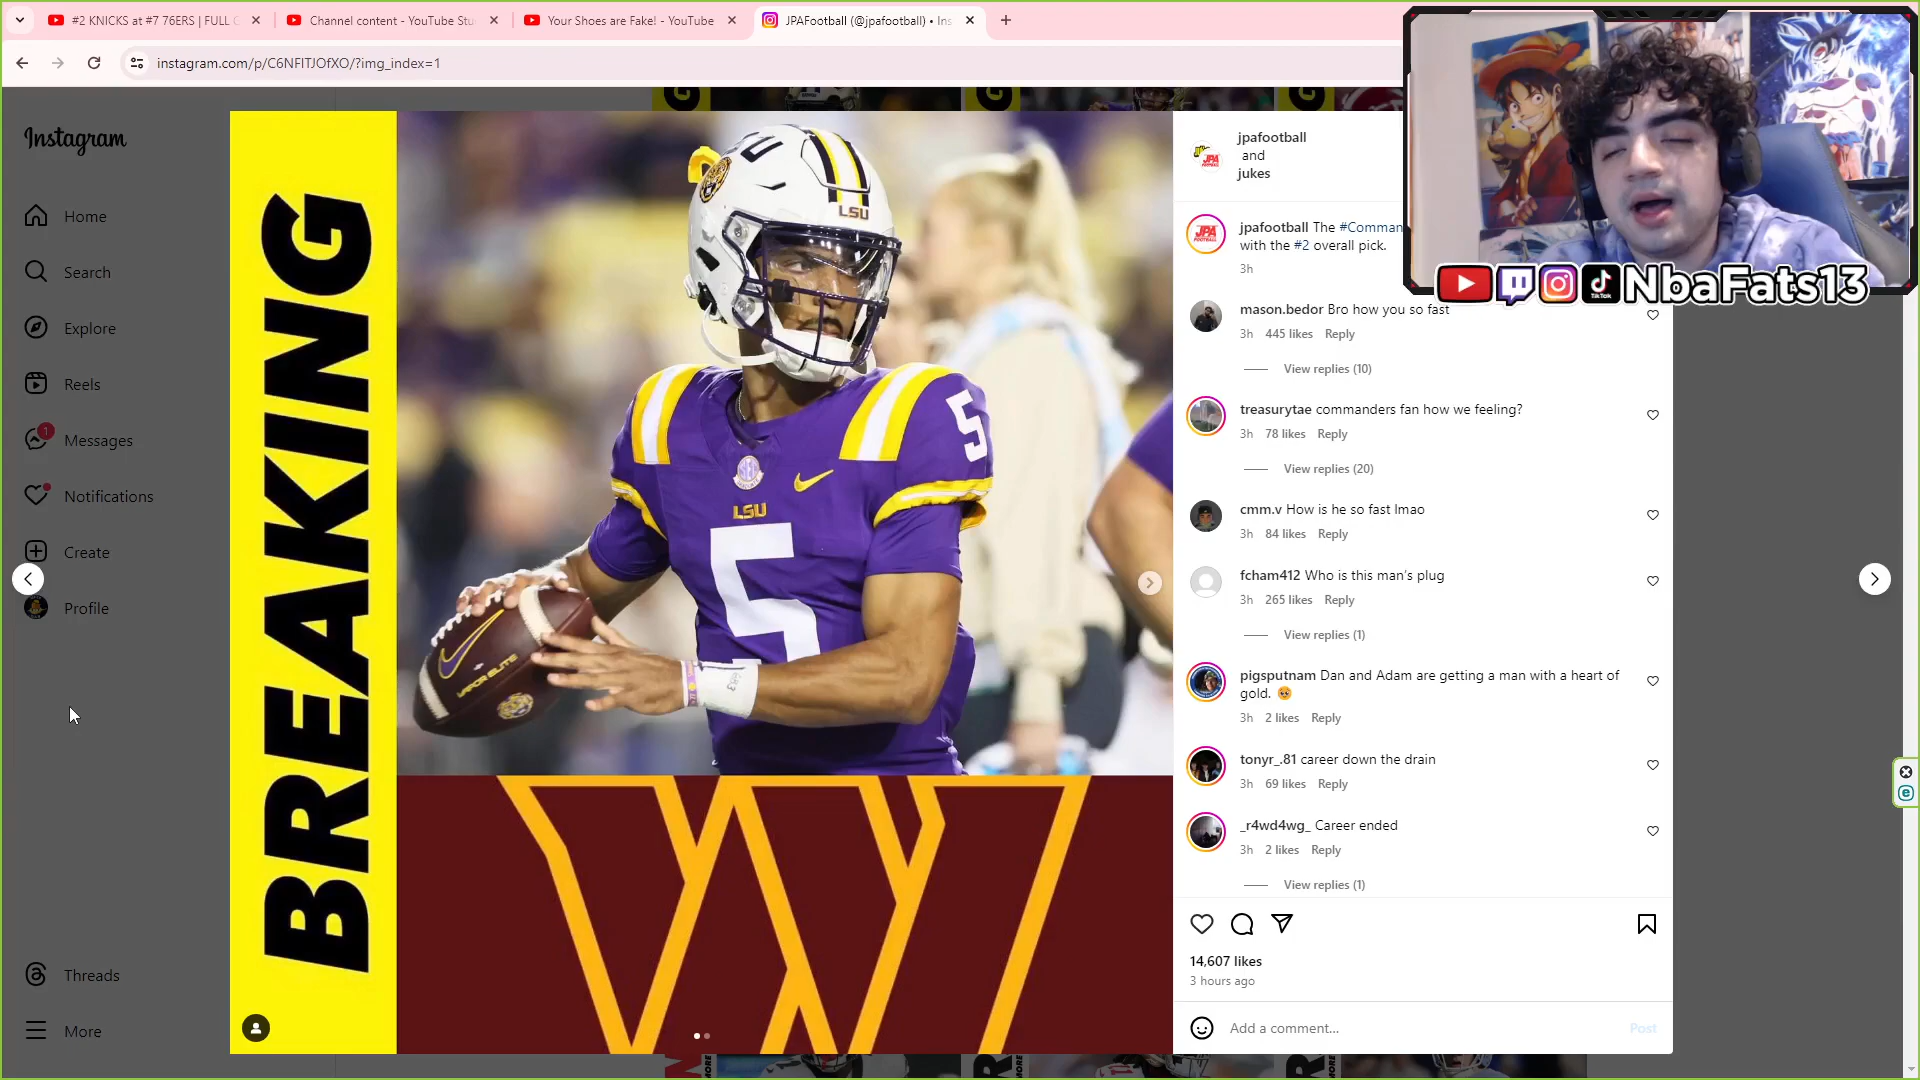 #2 KNICKS at #7 76ERS | FULL G
Channel content - YouTube Stu
Your Shoes are Fake! - YouTube
JPAFootball (@jpafootball) • Ins
instagram.com/p/C6NFITJOfXO/?img_index=1
Instagram
Home
Search
Explore
Reels
1
Messages
Notifications
Create
Profile
Threads
More
BREAKING
LSU
5
LSU
5
VAPOR ELITE
W
jpafootball
and
jukes
jpafootball The #Comman
with the #2 overall pick.
3h
NbaFats13
TikTok
mason.bedor Bro how you so fast
3h 445 likes Reply
View replies (10)
treasurytae commanders fan how we feeling?
3h 78 likes Reply
View replies (20)
cmm.v How is he so fast lmao
3h 84 likes Reply
fcham412 Who is this man's plug
3h 265 likes Reply
View replies (1)
pigsputnam Dan and Adam are getting a man with a heart of
gold. 🥺
3h 2 likes Reply
tonyr_.81 career down the drain
3h 69 likes Reply
_r4wd4wg_ Career ended
3h 2 likes Reply
View replies (1)
14,607 likes
3 hours ago
Add a comment...
Post